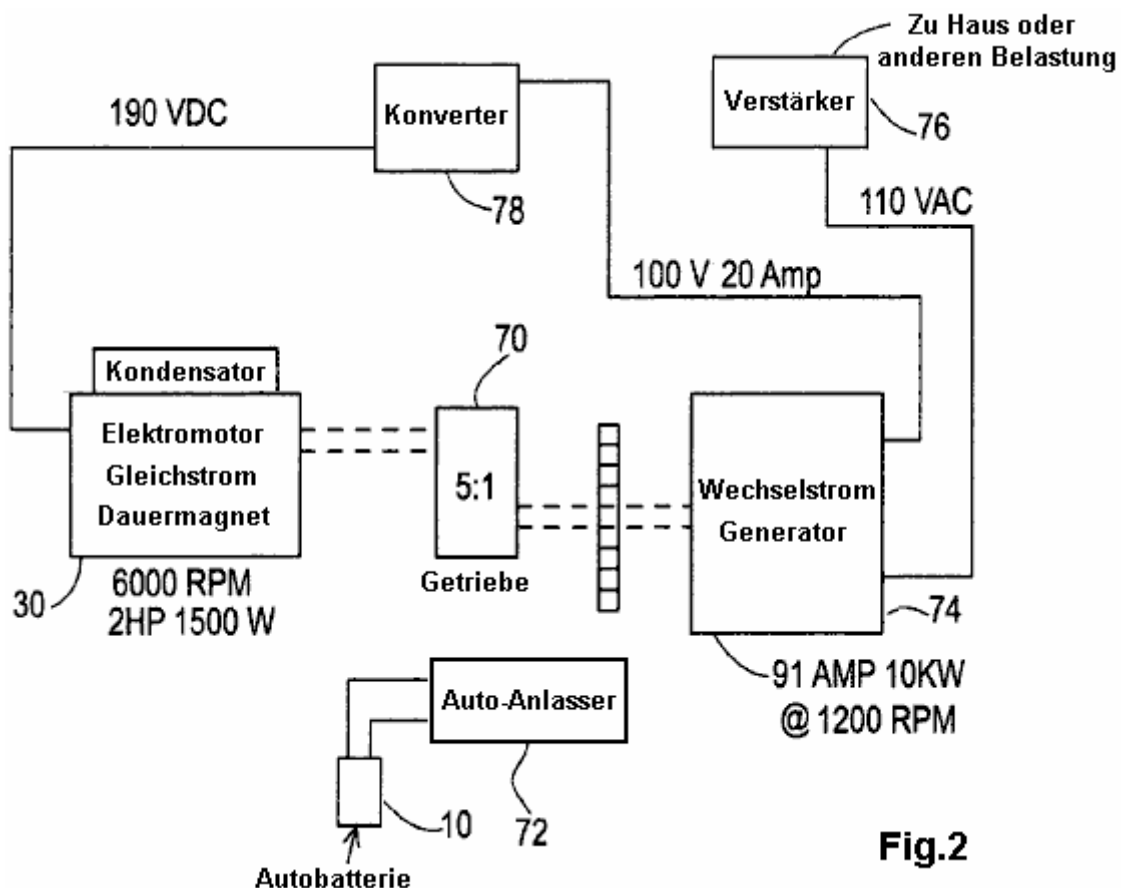 Zu Haus oder
anderen Belastung
190 VDC
Konverter
78
Verstärker
76
110 VAC
100 V 20 Amp
Kondensator
Elektromotor
Gleichstrom
Dauermagnet
30
6000 RPM
2HP 1500 W
70
5:1
Getriebe
Wechselstrom
Generator
74
91 AMP 10KW
@ 1200 RPM
Auto-Anlasser
72
10
Autobatterie
Fig.2